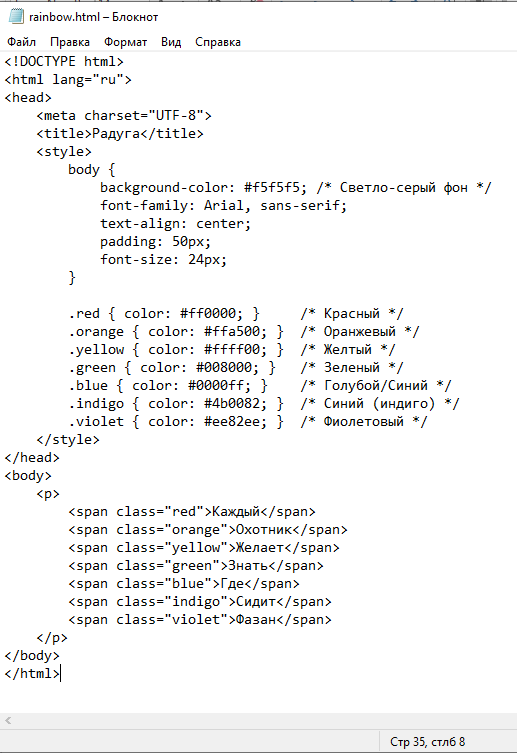 rainbow.html – Блокнот
Файл Правка Формат Вид Справка
<!DOCTYPE html>
<html lang="ru">
<head>
    <meta charset="UTF-8">
    <title>Радуга</title>
    <style>
        body {
            background-color: #f5f5f5; /* Светло-серый фон */
            font-family: Arial, sans-serif;
            text-align: center;
            padding: 50px;
            font-size: 24px;
        }

        .red { color: #ff0000; }     /* Красный */
        .orange { color: #ffa500; }  /* Оранжевый */
        .yellow { color: #ffff00; }  /* Желтый */
        .green { color: #008000; }   /* Зеленый */
        .blue { color: #0000ff; }    /* Голубой/Синий */
        .indigo { color: #4b0082; }  /* Синий (индиго) */
        .violet { color: #ee82ee; }  /* Фиолетовый */
    </style>
</head>
<body>
    <p>
        <span class="red">Каждый</span>
        <span class="orange">Охотник</span>
        <span class="yellow">Желает</span>
        <span class="green">Знать</span>
        <span class="blue">Где</span>
        <span class="indigo">Сидит</span>
        <span class="violet">Фазан</span>
    </p>
</body>
</html>
Стр 35, стлб 8